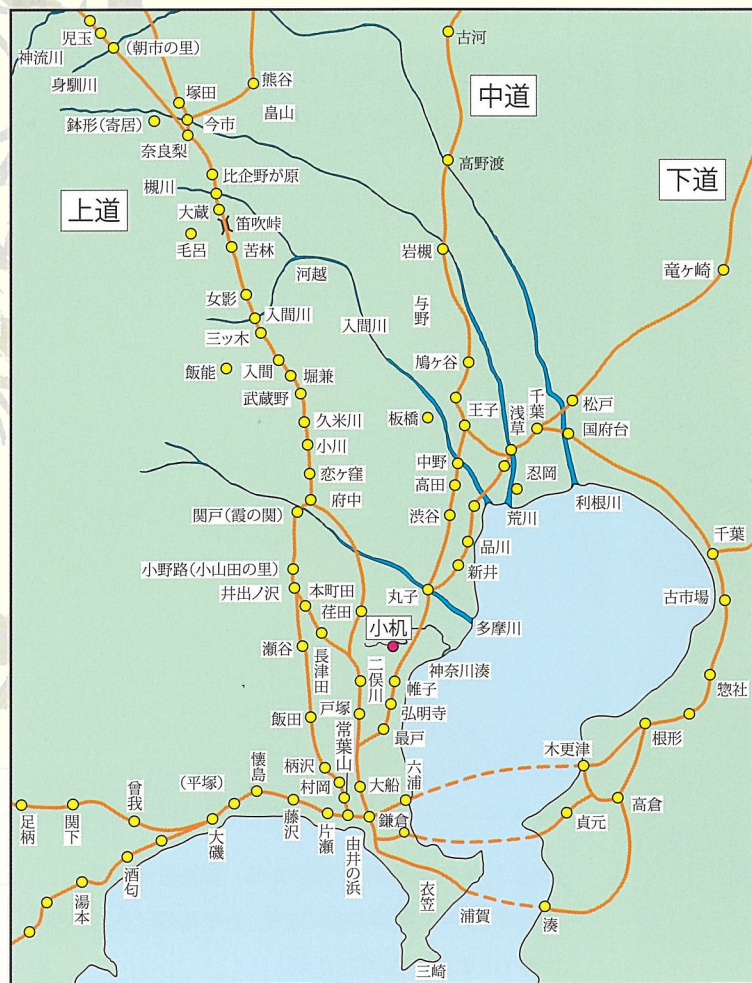 児玉
神流川
（朝市の里）
身馴川
塚田
熊谷
鉢形（寄居）
今市
畠山
奈良梨
比企野が原
槻川
上道
大蔵
笛吹峠
毛呂
苦林
河越
女影
入間川
入間川
三ッ木
飯能
入間
堀兼
武蔵野
久米川
小川
恋ヶ窪
府中
関戸（霞の関）
古河
中道
高野渡
下道
岩槻
竜ヶ崎
与野
鳩ヶ谷
板橋
王子
浅草
千葉
松戸
国府台
中野
高田
忍岡
渋谷
荒川
利根川
品川
新井
千葉
古市場
小野路（小山田の里）
井出ノ沢
本町田
荏田
丸子
多摩川
小机
瀬谷
長津田
二俣川
神奈川湊
帷子
弘明寺
飯田
戸塚
最戸
常葉山
惣社
根形
木更津
柄沢
村岡
大船
六浦
高倉
貞元
懐島
（平塚）
曽我
関下
足柄
大磯
藤沢
片瀬
由井の浜
鎌倉
酒匂
湯本
衣笠
浦賀
湊
三崎